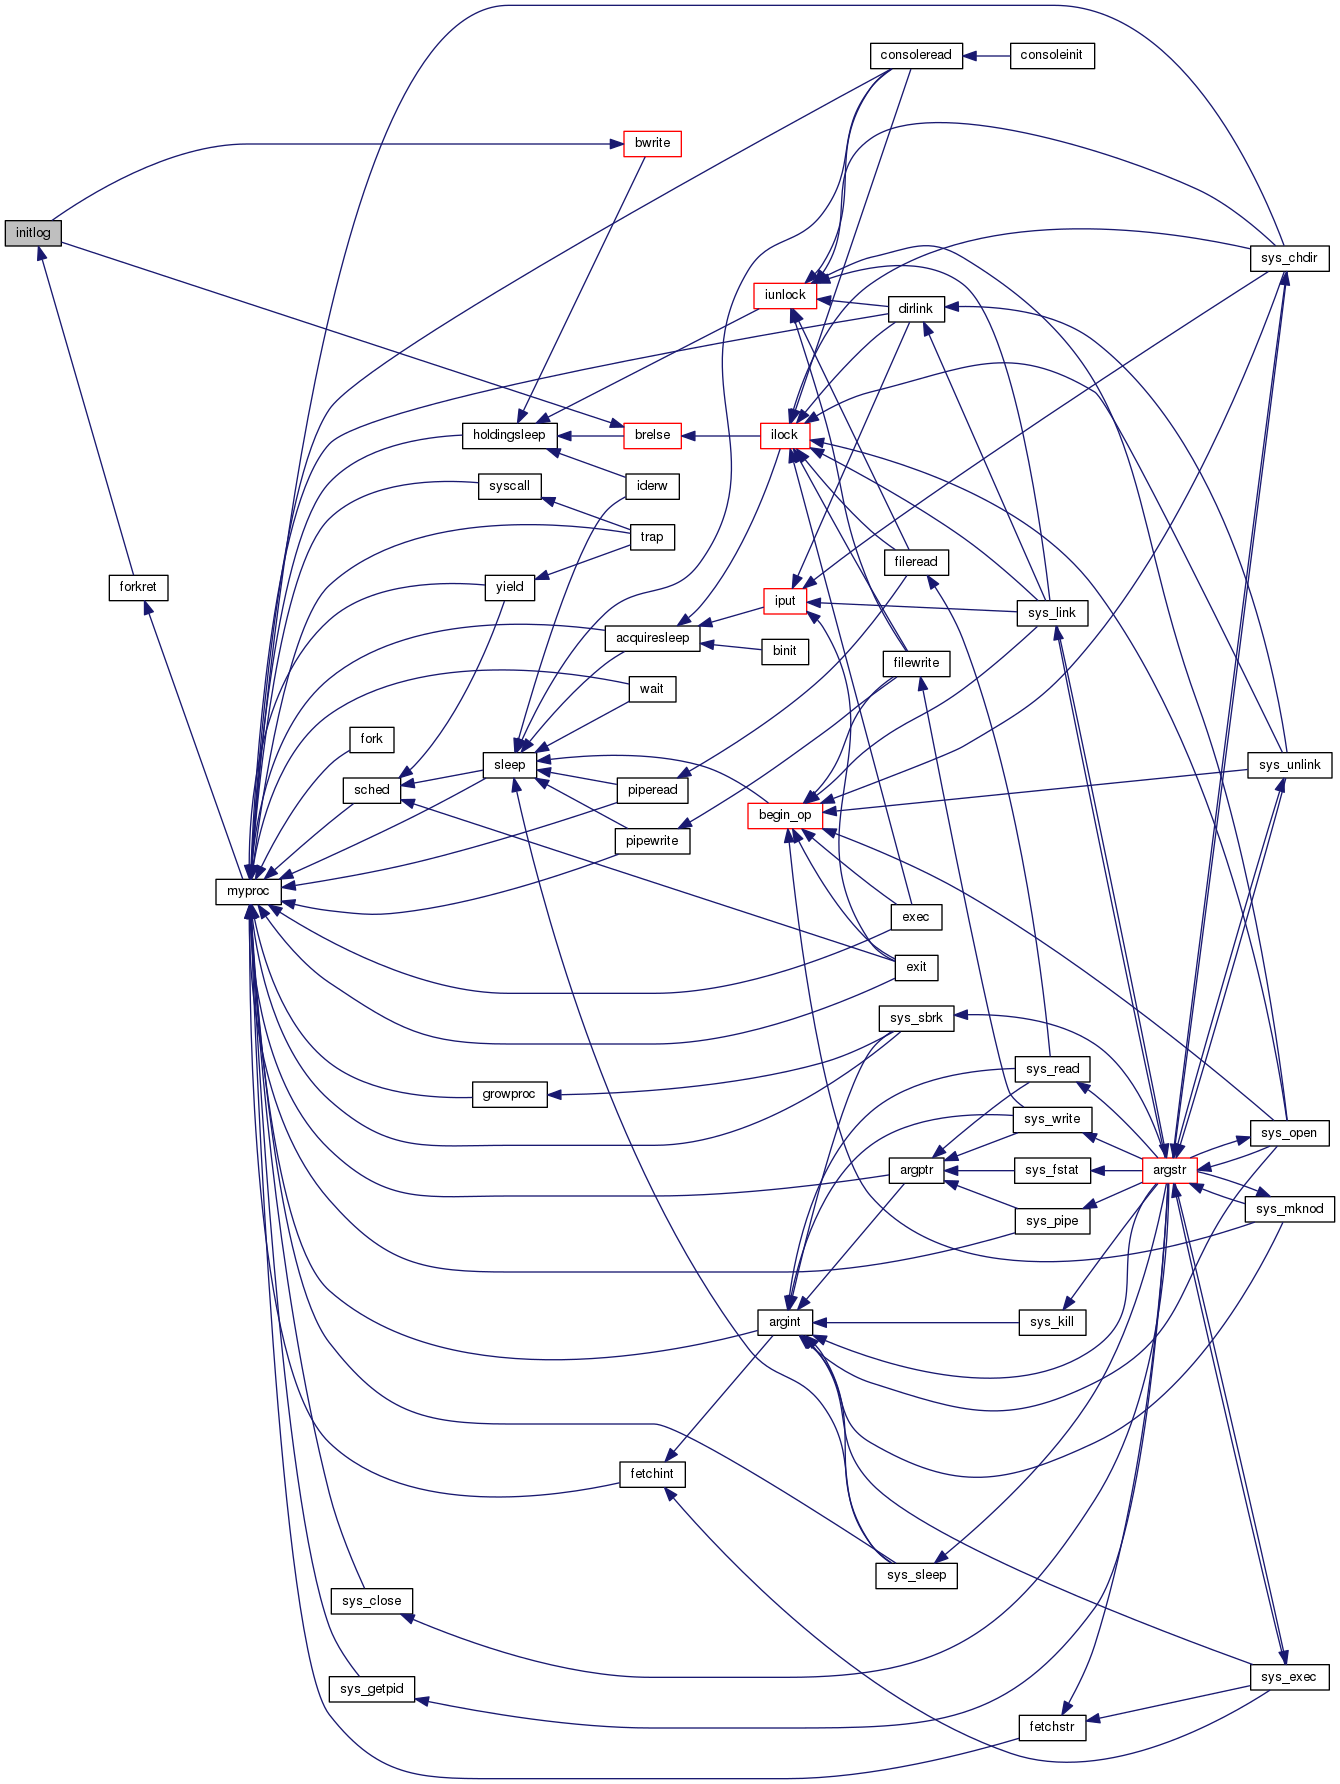 consoleread
consoleinit
bwrite
initlog
sys_chdir
iunlock
dirlink
holdingsleep
brelse
ilock
syscall
iderw
trap
fileread
forkret
yield
iput
sys_link
acquiresleep
binit
filewrite
wait
fork
sleep
sys_unlink
sched
piperead
begin_op
pipewrite
myproc
exec
exit
sys_sbrk
sys_read
growproc
sys_write
sys_open
argptr
sys_fstat
argstr
sys_mknod
sys_pipe
argint
sys_kill
fetchint
sys_sleep
sys_close
sys_exec
sys_getpid
fetchstr